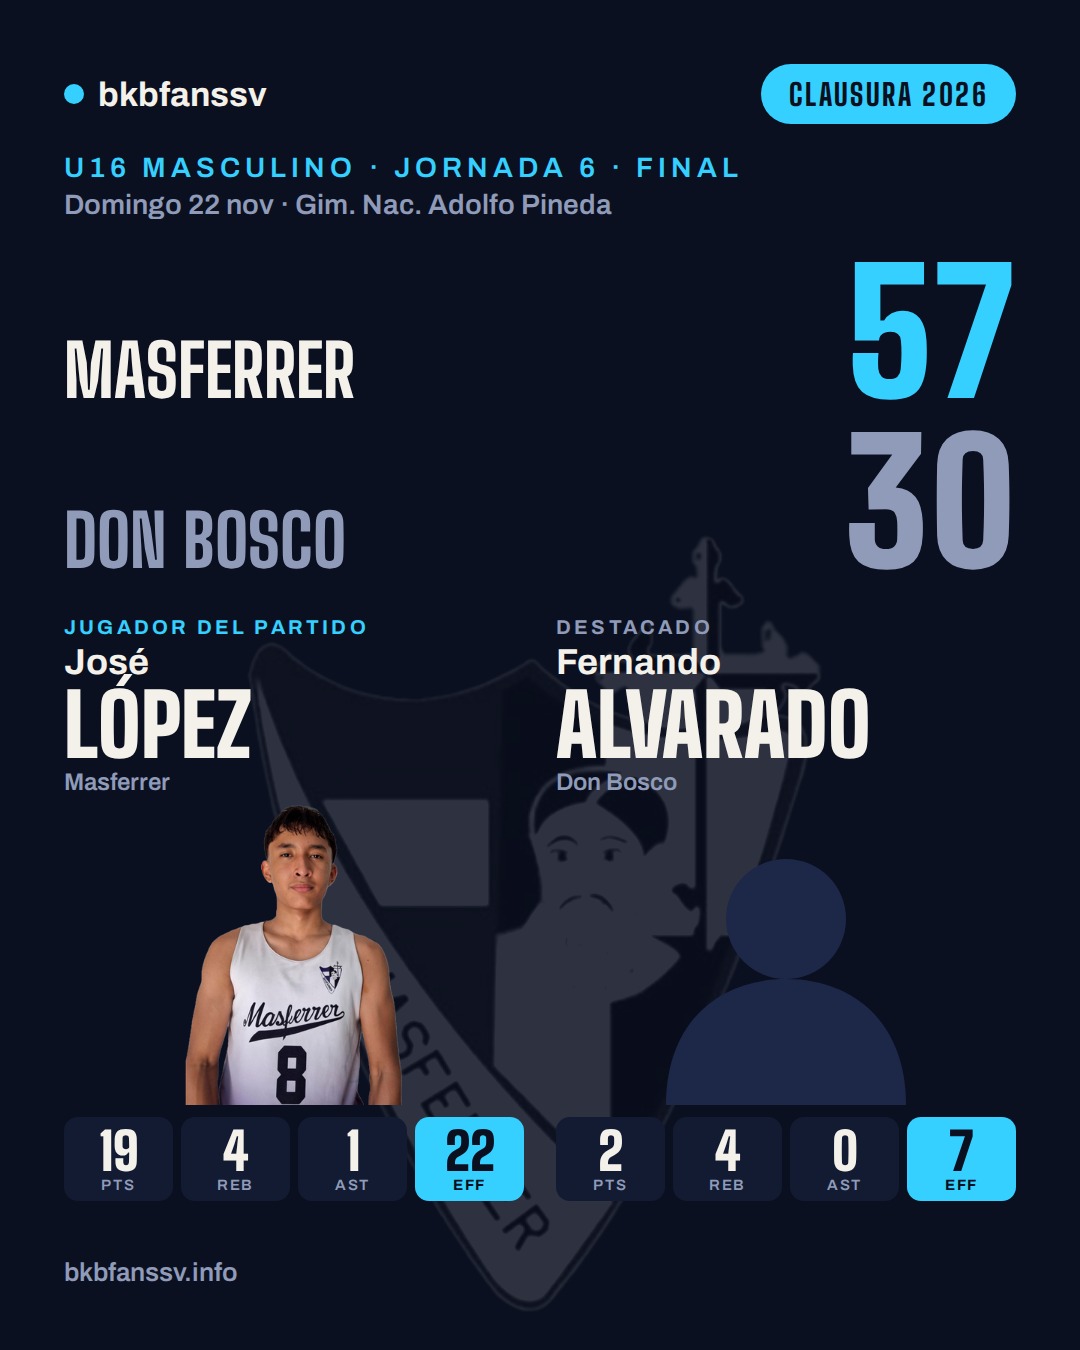 bkbfanssv
CLAUSURA 2026
U16 MASCULINO · JORNADA 6 · FINAL
Domingo 22 nov · Gim. Nac. Adolfo Pineda
MASFERRER
57
DON BOSCO
30
JUGADOR DEL PARTIDO
José
LÓPEZ
Masferrer
DESTACADO
Fernando
ALVARADO
Don Bosco
Masferrer
8
MASFERRER
19
PTS
4
REB
1
AST
22
EFF
2
PTS
4
REB
0
AST
7
EFF
bkbfanssv.info